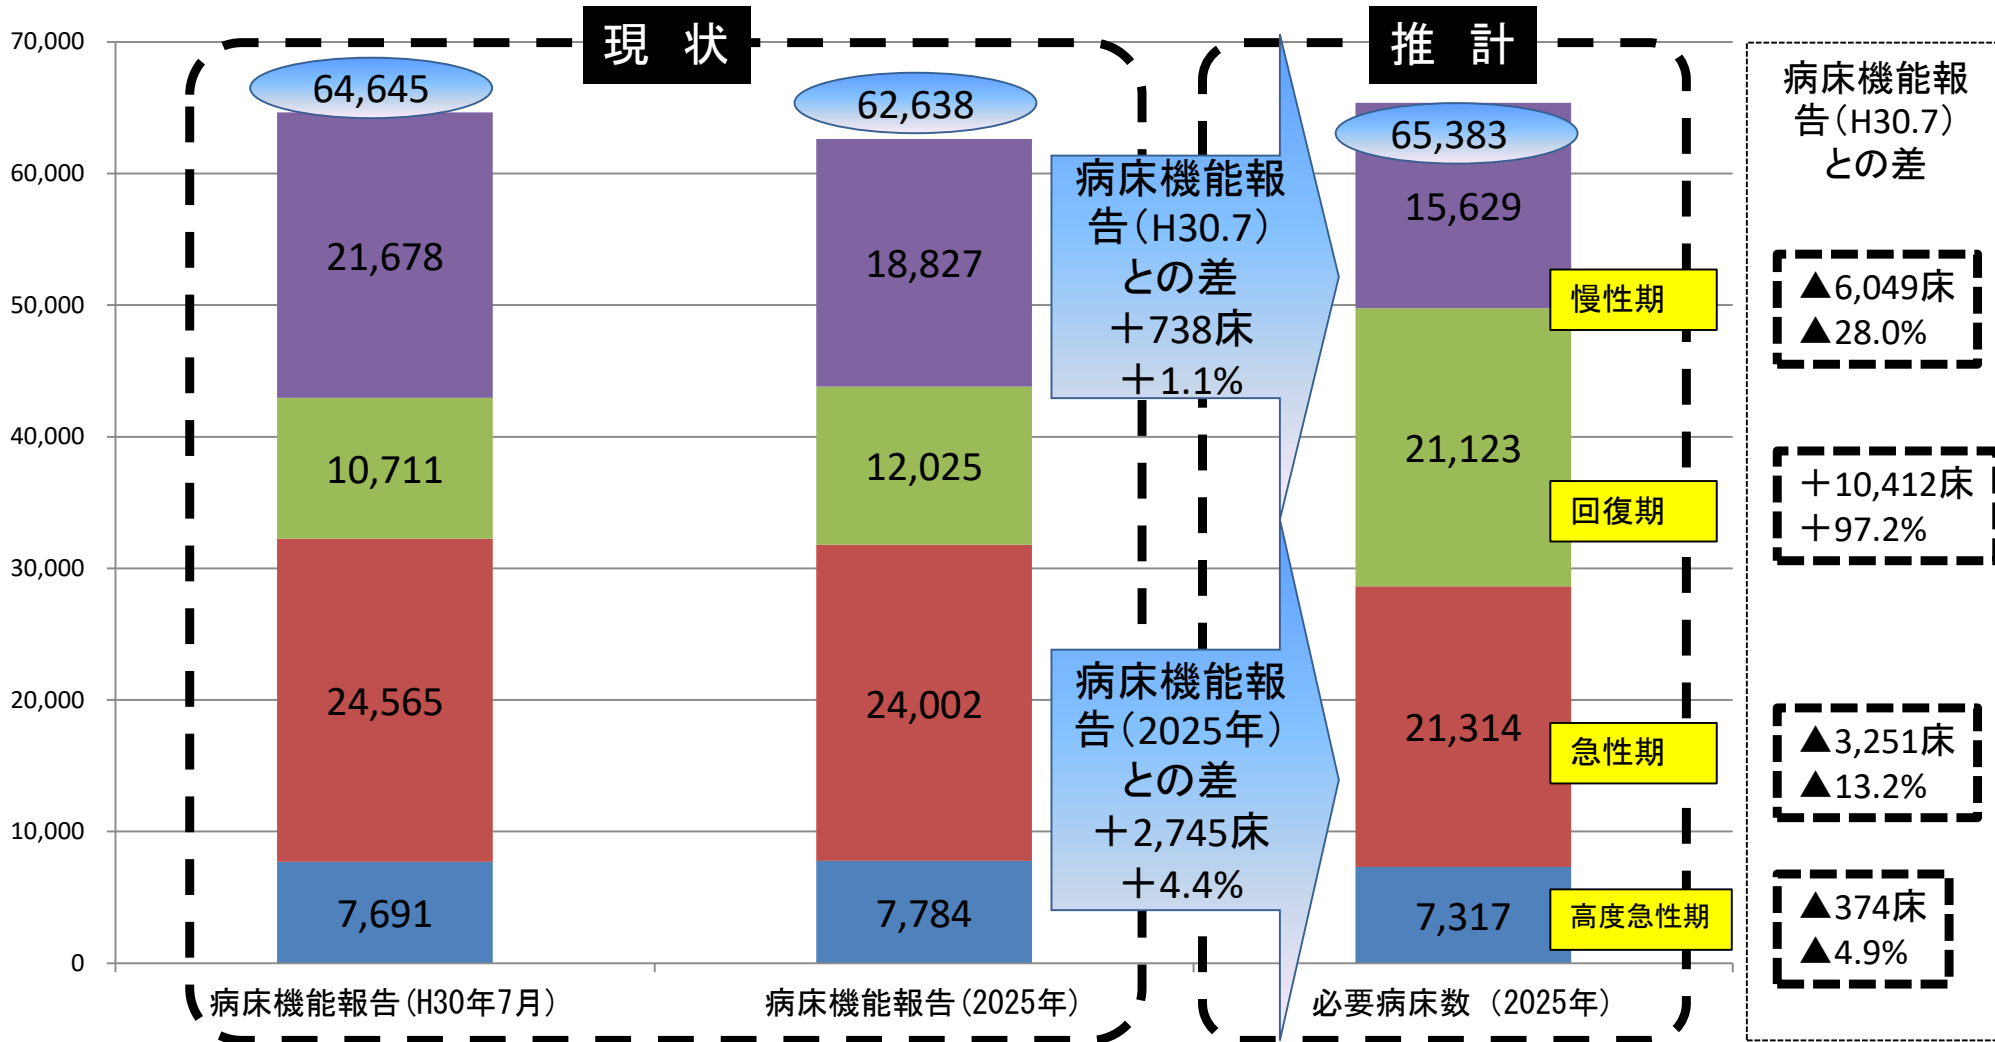 現 状
推 計
70,000
60,000
50,000
40,000
30,000
20,000
10,000
0
64,645
21,678
10,711
24,565
7,691
病床機能報告(H30年7月)
62,638
18,827
12,025
24,002
7,784
病床機能報告(2025年)
病床機能報
告(H30.7)
との差
+738床
+1.1%
病床機能報
告(2025年)
との差
+2,745床
+4.4%
65,383
15,629
21,123
21,314
7,317
必要病床数 (2025年)
慢性期
回復期
急性期
高度急性期
病床機能報
告(H30.7)
との差
▲6,049床
▲28.0%
+10,412床
+97.2%
▲3,251床
▲13.2%
▲374床
▲4.9%